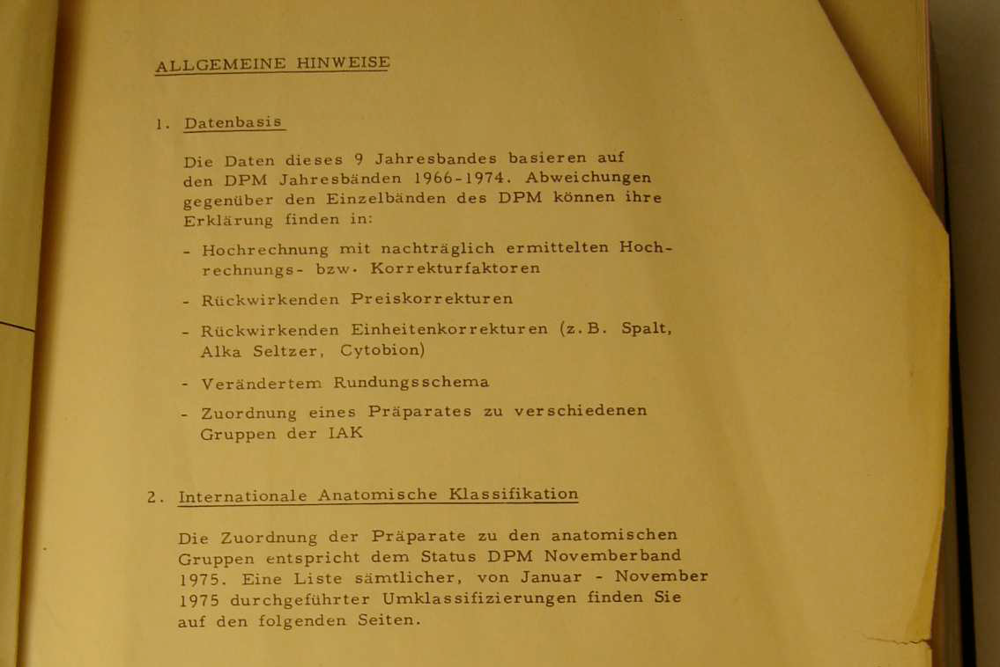 ALLGEMEINE HINWEISE
1. Datenbasis
Die Daten dieses 9 Jahresbandes basieren auf
den DPM Jahresbänden 1966-1974. Abweichungen
gegenüber den Einzelbänden des DPM können ihre
Erklärung finden in:
- Hochrechnung mit nachträglich ermittelten Hoch-
rechnungs- bzw. Korrekturfaktoren
- Rückwirkenden Preiskorrekturen
- Rückwirkenden Einheitenkorrekturen (z.B. Spalt,
Alka Seltzer, Cytobion)
- Verändertem Rundungsschema
- Zuordnung eines Präparates zu verschiedenen
Gruppen der IAK
2. Internationale Anatomische Klassifikation
Die Zuordnung der Präparate zu den anatomischen
Gruppen entspricht dem Status DPM Novemberband
1975. Eine Liste sämtlicher, von Januar - November
1975 durchgeführter Umklassifizierungen finden Sie
auf den folgenden Seiten.